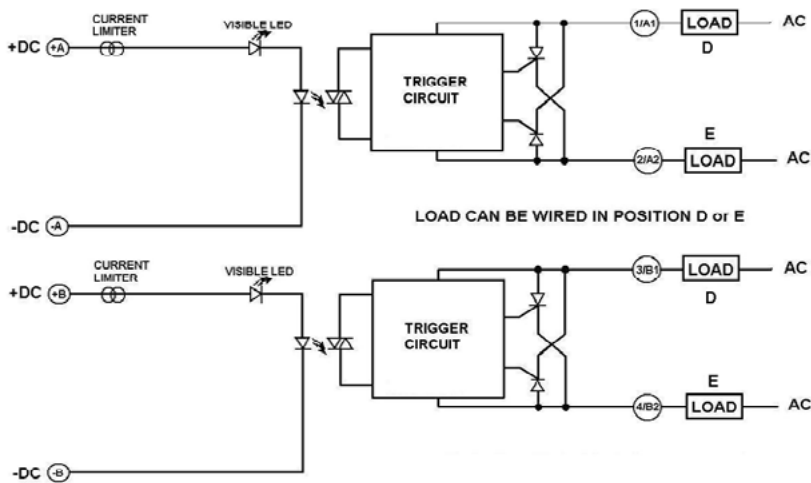 CURRENT
LIMITER
VISIBLE LED
+DC +A
-DC -A
TRIGGER
CIRCUIT
1/A1 LOAD AC
D
E
2/A2 LOAD AC
LOAD CAN BE WIRED IN POSITION D or E
CURRENT
LIMITER
VISIBLE LED
+DC +B
-DC -B
TRIGGER
CIRCUIT
3/B1 LOAD AC
D
E
4/B2 LOAD AC